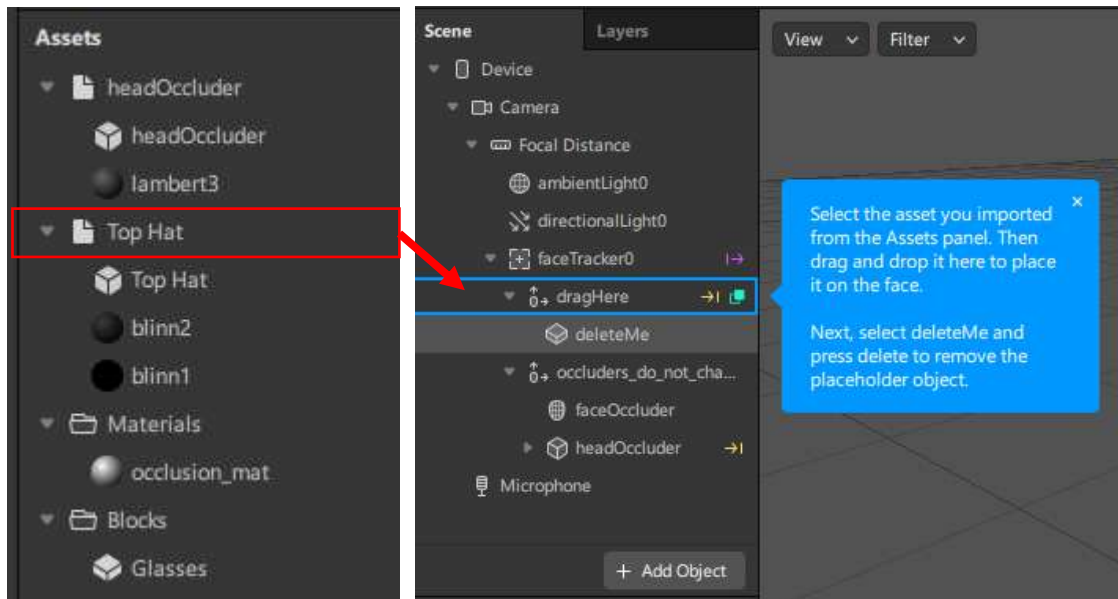 Assets
headOccluder
headOccluder
lambert3
Top Hat
Top Hat
blinn2
blinn1
Materials
occlusion_mat
Blocks
Glasses
Scene
Layers
Device
Camera
Focal Distance
ambientLight0
directionalLight0
faceTracker0
dragHere
deleteMe
occluders_do_not_cha...
faceOccluder
headOccluder
Microphone
+ Add Object
View
Filter
Select the asset you imported
from the Assets panel. Then
drag and drop it here to place
it on the face.
Next, select deleteMe and
press delete to remove the
placeholder object.